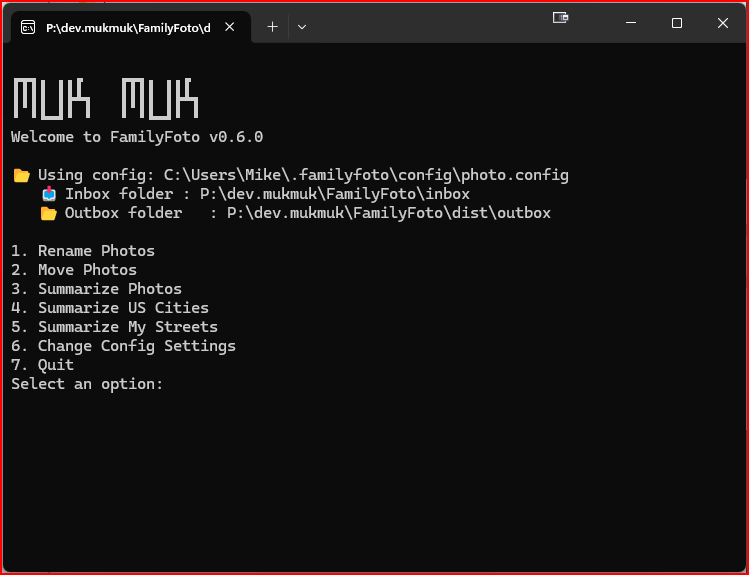 P:\dev.mukmuk\FamilyFoto\d
MUK MUK
Welcome to FamilyFoto v0.6.0
Using config: C:\Users\Mike\.familyfoto\config\photo.config
Inbox folder : P:\dev.mukmuk\FamilyFoto\inbox
Outbox folder   : P:\dev.mukmuk\FamilyFoto\dist\outbox
1. Rename Photos
2. Move Photos
3. Summarize Photos
4. Summarize US Cities
5. Summarize My Streets
6. Change Config Settings
7. Quit
Select an option: